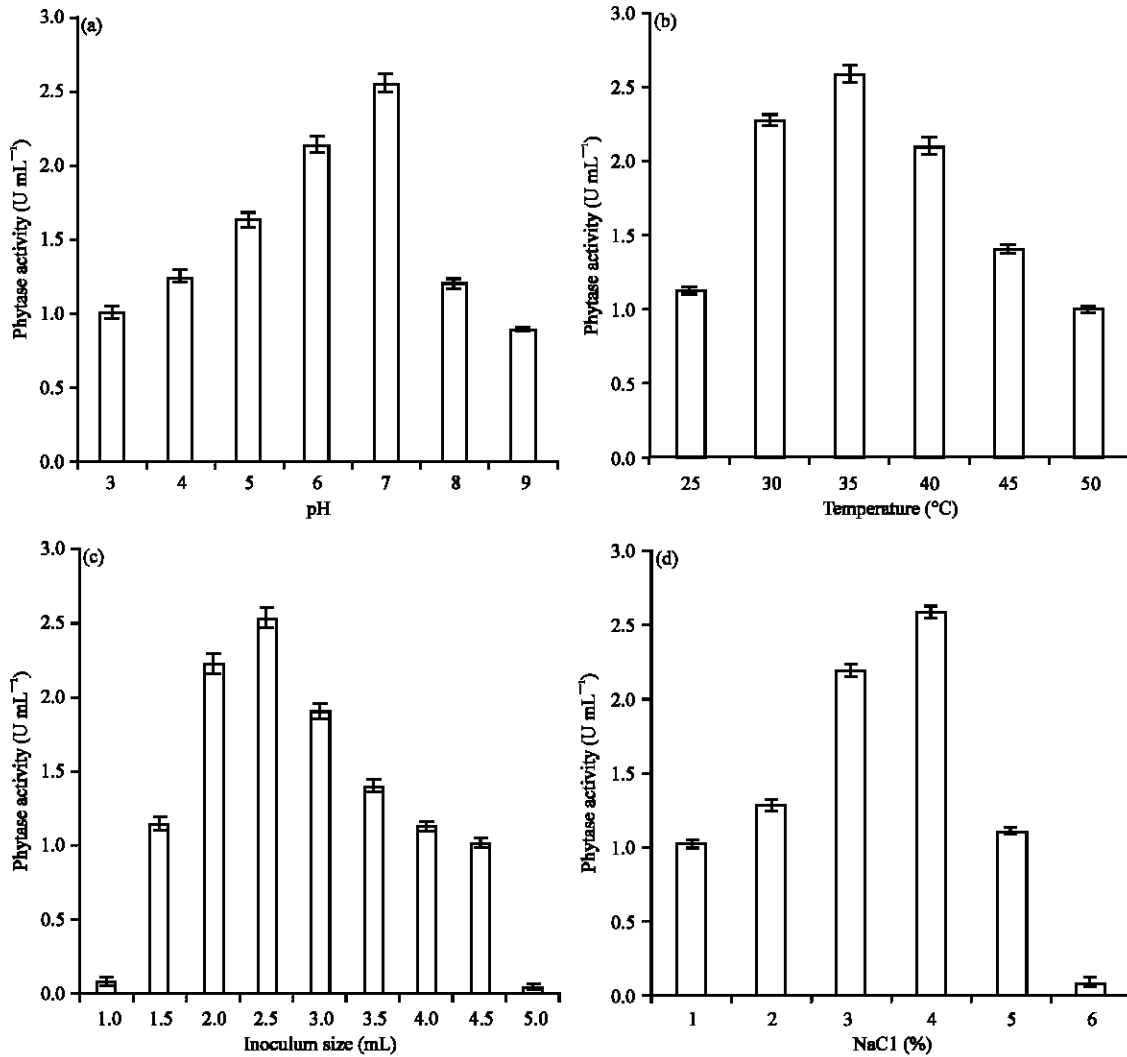 (a)
3.0
2.5
2.0
1.5
1.0
0.5
0.0
Phytase activity (U mL⁻¹)
3 4 5 6 7 8 9
pH
(b)
3.0
2.5
2.0
1.5
1.0
0.5
0.0
Phytase activity (U mL⁻¹)
25 30 35 40 45 50
Temperature (°C)
(c)
3.0
2.5
2.0
1.5
1.0
0.5
0.0
Phytase activity (U mL⁻¹)
1.0 1.5 2.0 2.5 3.0 3.5 4.0 4.5 5.0
Inoculum size (mL)
(d)
3.0
2.5
2.0
1.5
1.0
0.5
0.0
Phytase activity (U mL⁻¹)
1 2 3 4 5 6
NaC1 (%)